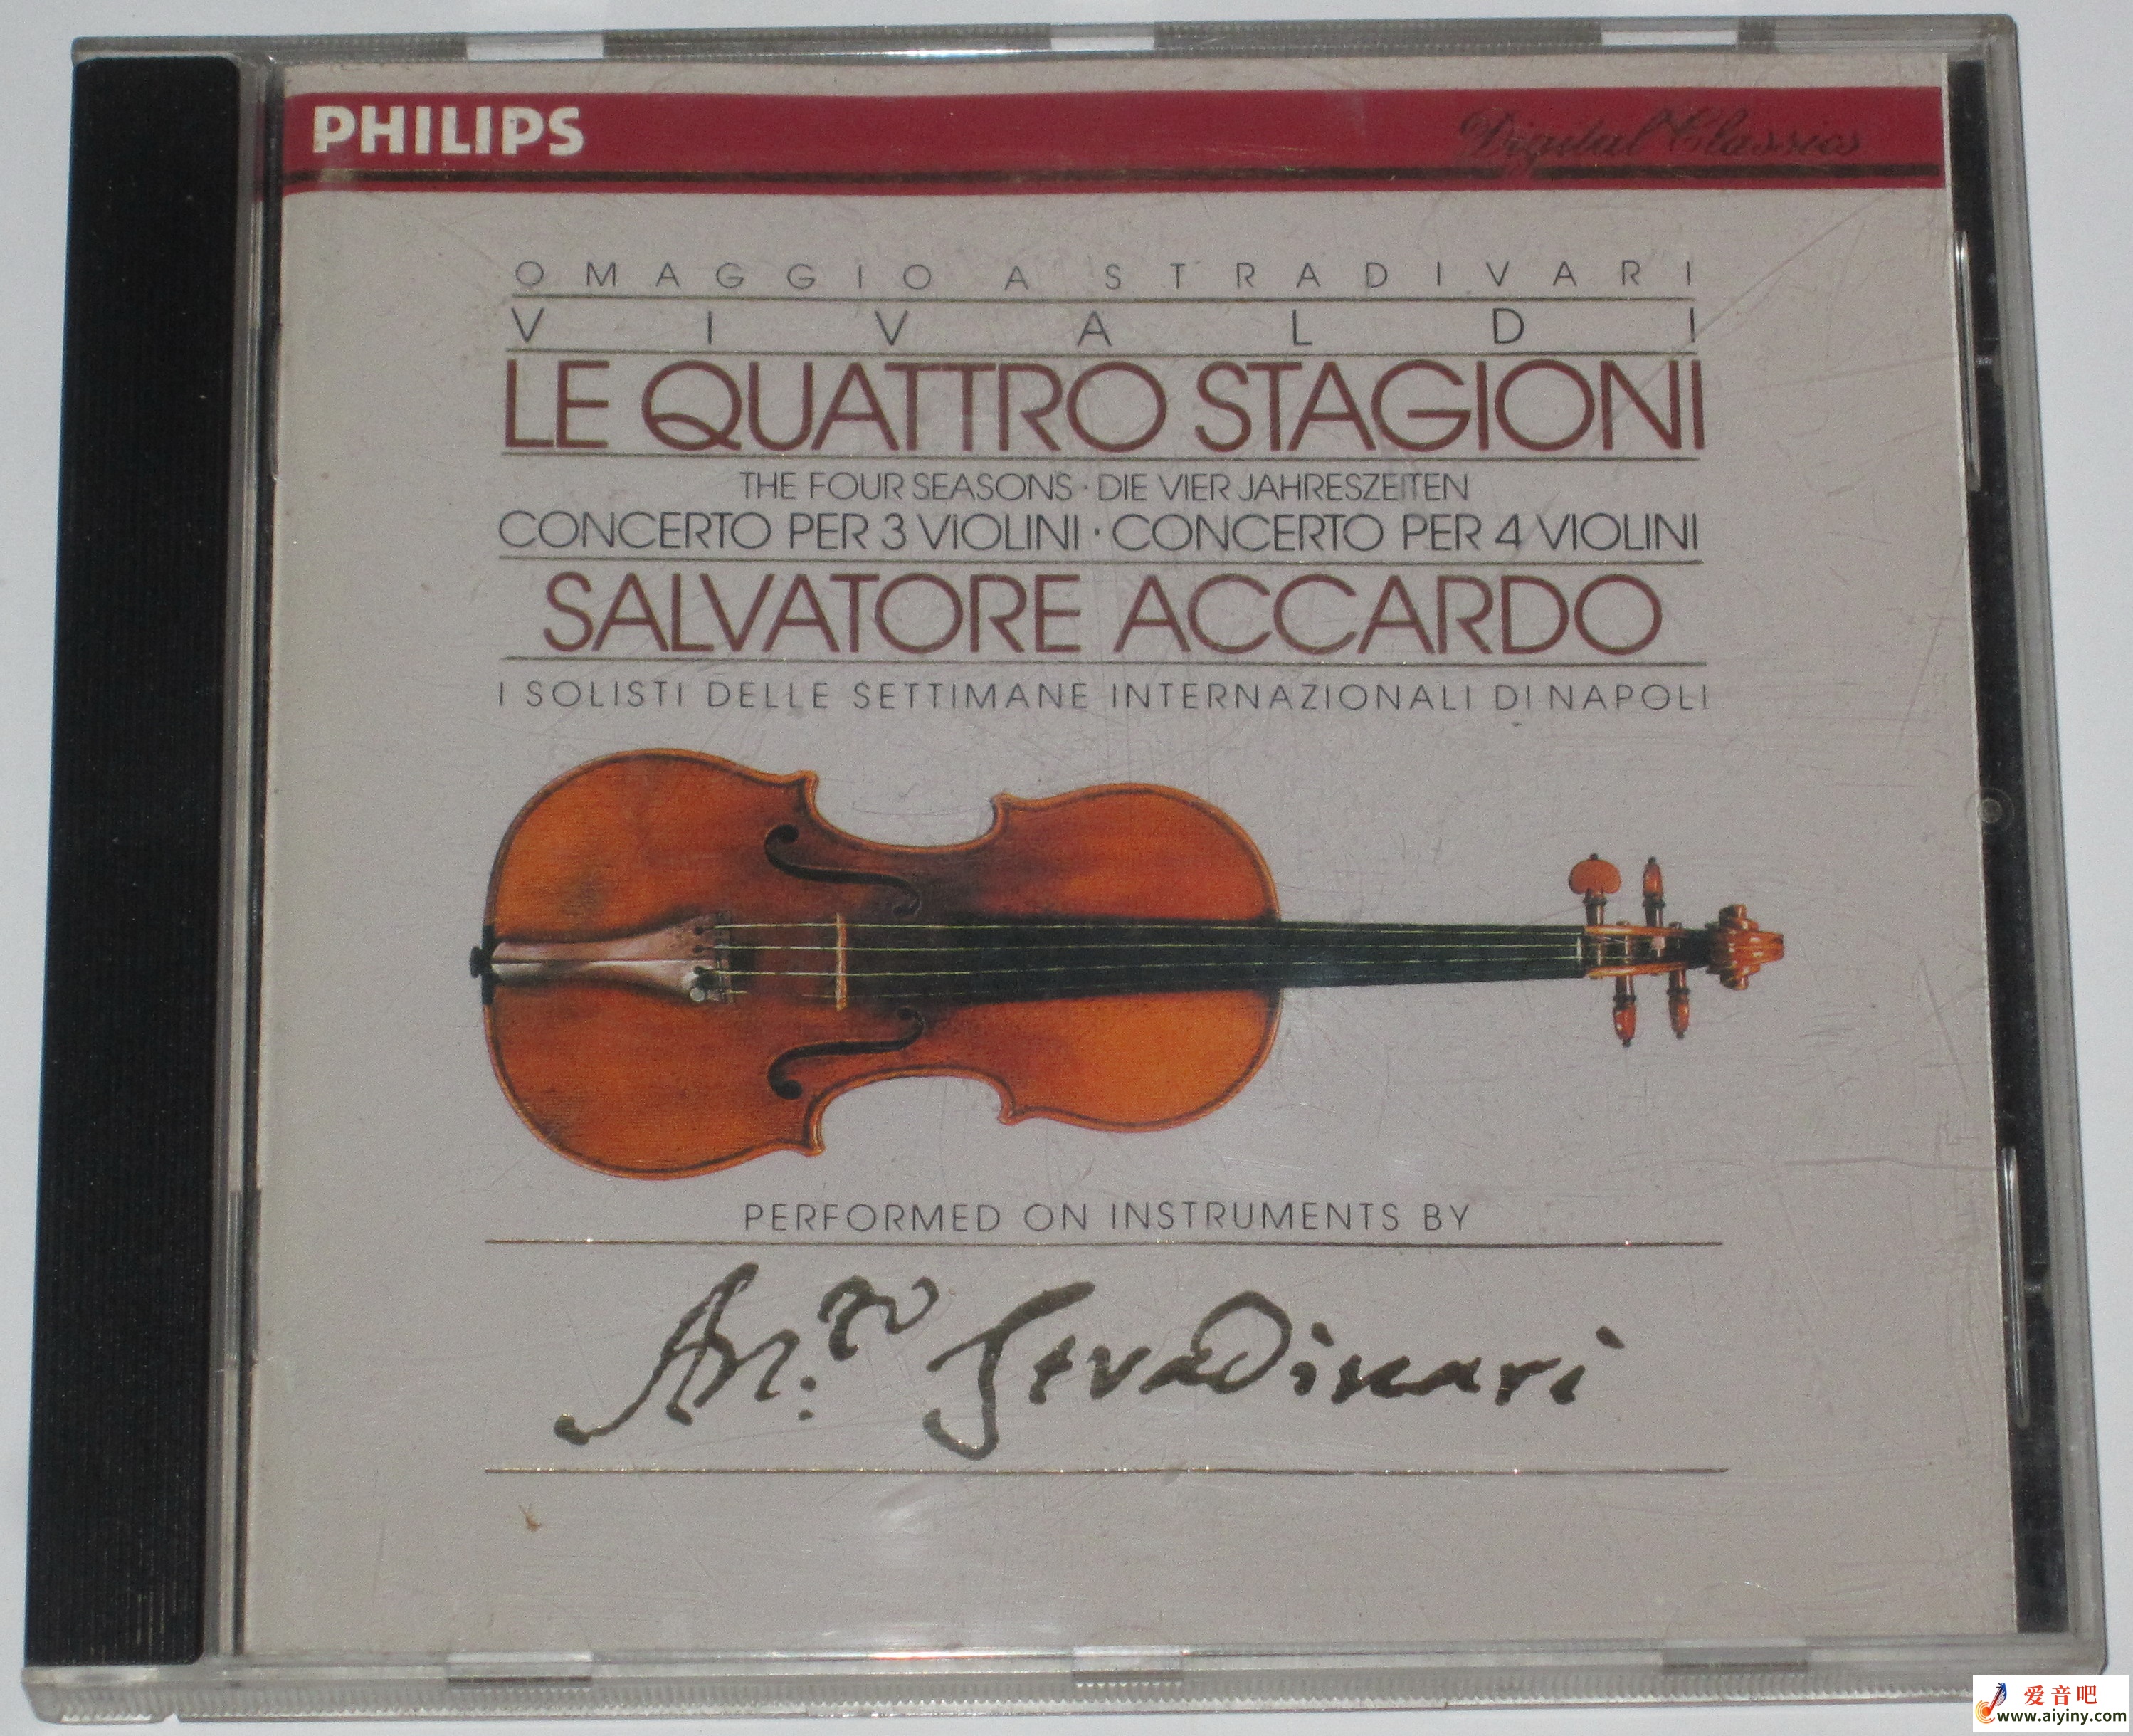 PHILIPS
Digital Classics
OMAGGIO A STRADIVARI
VIVALDI
LE QUATTRO STAGIONI
THE FOUR SEASONS · DIE VIER JAHRESZEITEN
CONCERTO PER 3 VIOLINI · CONCERTO PER 4 VIOLINI
SALVATORE ACCARDO
I SOLISTI DELLE SETTIMANE INTERNAZIONALI DI NAPOLI
PERFORMED ON INSTRUMENTS BY
Ant.o Stradivari
爱音吧
www.aiyiny.com